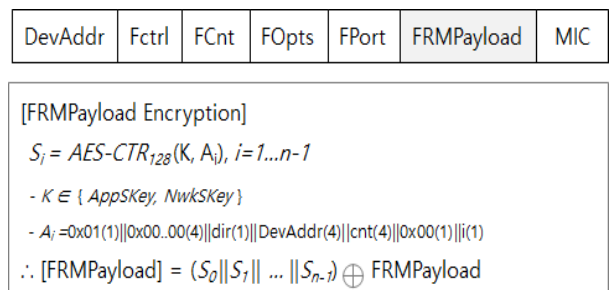 DevAddr Fctrl FCnt FOpts FPort FRMPayload MIC
[FRMPayload Encryption]
Sᵢ = AES-CTR₁₂₈(K, Aᵢ), i=1...n-1
- K ∈ { AppSKey, NwkSKey }
- Aᵢ =0x01(1)||0x00..00(4)||dir(1)||DevAddr(4)||cnt(4)||0x00(1)||i(1)
∴ [FRMPayload] = (S₀||S₁|| ... ||Sₙ₋₁) ⊕ FRMPayload